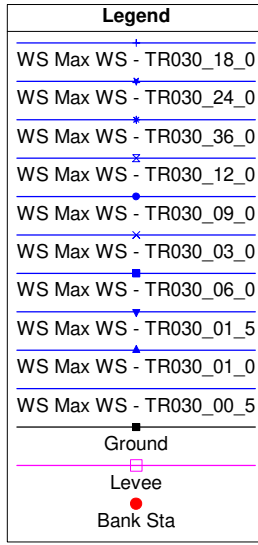 Legend
WS Max WS - TR030_18_0
WS Max WS - TR030_24_0
WS Max WS - TR030_36_0
WS Max WS - TR030_12_0
WS Max WS - TR030_09_0
WS Max WS - TR030_03_0
WS Max WS - TR030_06_0
WS Max WS - TR030_01_5
WS Max WS - TR030_01_0
WS Max WS - TR030_00_5
Ground
Levee
Bank Sta